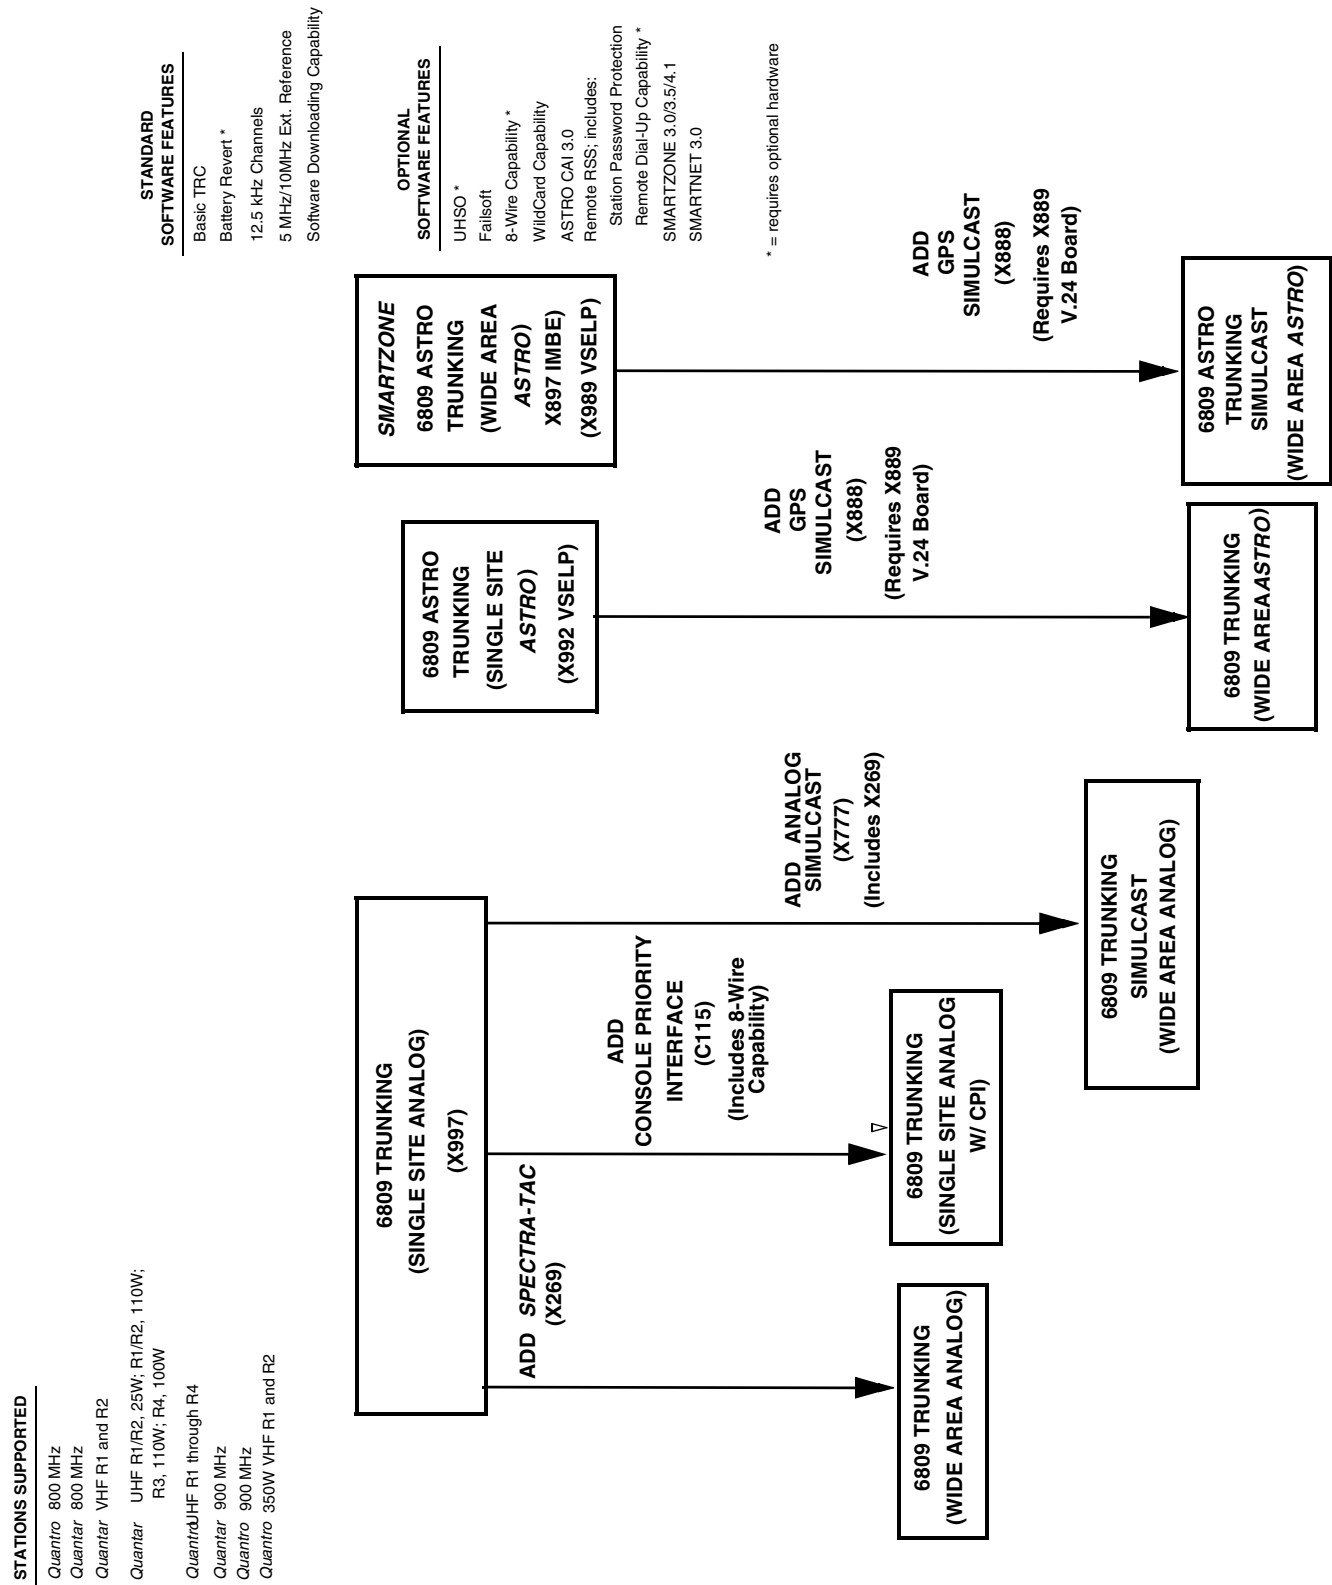 STATIONS SUPPORTED
Quantro 800 MHz
Quantar 800 MHz
Quantar VHF R1 and R2
Quantar UHF R1/R2, 25W; R1/R2, 110W;
R3, 110W; R4, 100W
Quantro UHF R1 through R4
Quantar 900 MHz
Quantro 900 MHz
Quantro 350W VHF R1 and R2
STANDARD
SOFTWARE FEATURES
Basic TRC
Battery Revert *
12.5 kHz Channels
5 MHz/10MHz Ext. Reference
Software Downloading Capability
OPTIONAL
SOFTWARE FEATURES
UHSO *
Failsoft
8-Wire Capability *
WildCard Capability
ASTRO CAI 3.0
Remote RSS; includes:
Station Password Protection
Remote Dial-Up Capability *
SMARTZONE 3.0/3.5/4.1
SMARTNET 3.0
* = requires optional hardware
6809 TRUNKING
(SINGLE SITE ANALOG)
(X997)
6809 ASTRO
TRUNKING
(SINGLE SITE
ASTRO)
(X992 VSELP)
SMARTZONE
6809 ASTRO
TRUNKING
(WIDE AREA
ASTRO)
X897 IMBE)
(X989 VSELP)
ADD SPECTRA-TAC
(X269)
ADD
CONSOLE PRIORITY
INTERFACE
(C115)
(Includes 8-Wire
Capability)
ADD ANALOG
SIMULCAST
(X777)
(Includes X269)
ADD
GPS
SIMULCAST
(X888)
(Requires X889
V.24 Board)
ADD
GPS
SIMULCAST
(X888)
(Requires X889
V.24 Board)
6809 TRUNKING
(WIDE AREA ANALOG)
6809 TRUNKING
(SINGLE SITE ANALOG
W/ CPI)
6809 TRUNKING
SIMULCAST
(WIDE AREA ANALOG)
6809 TRUNKING
(WIDE AREA ASTRO)
6809 ASTRO
TRUNKING
SIMULCAST
(WIDE AREA ASTRO)